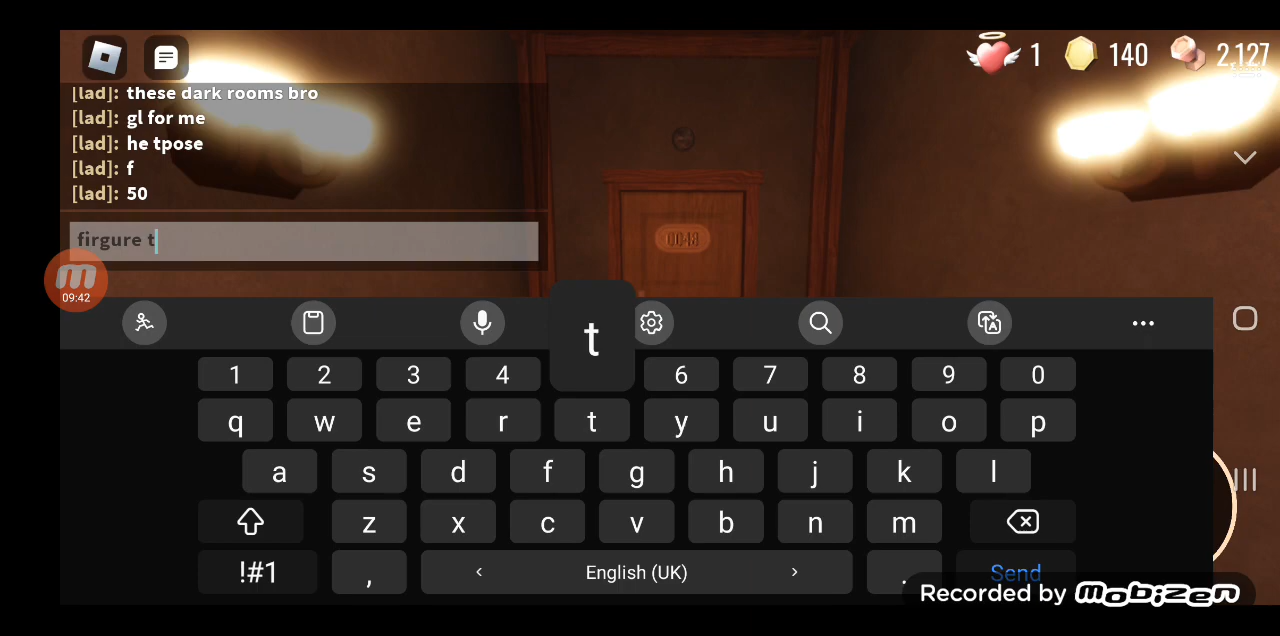 1 140 2,127
[lad]: these dark rooms bro
[lad]: gl for me
[lad]: he tpose
[lad]: f
[lad]: 50
firgure t
0048
09:42
t
1 2 3 4 6 7 8 9 0
q w e r t y u i o p
a s d f g h j k l
z x c v b n m
!#1 , < English (UK) > . Send
Recorded by mobizen